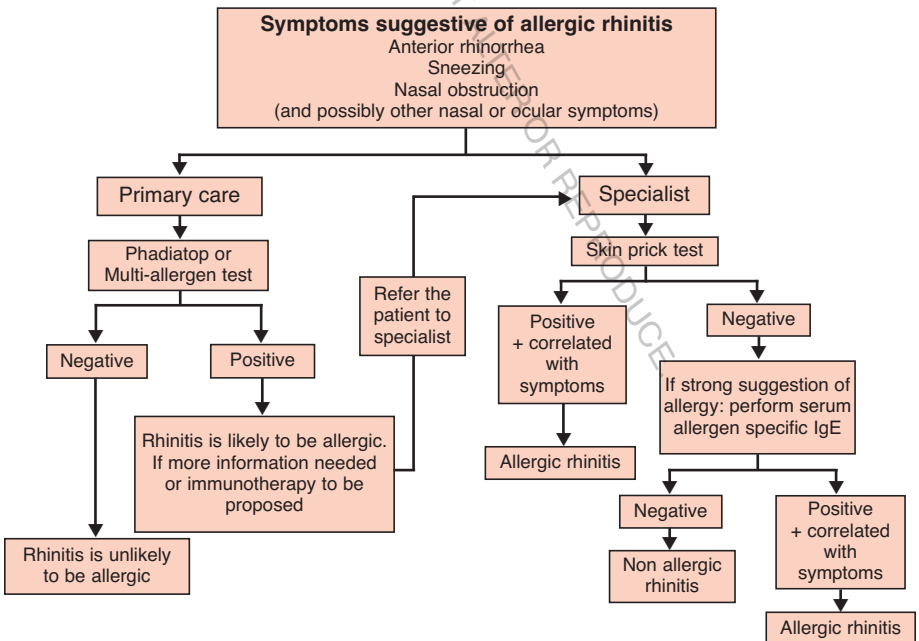 Symptoms suggestive of allergic rhinitis
Anterior rhinorrhea
Sneezing
Nasal obstruction
(and possibly other nasal or ocular symptoms)
Primary care
Phadiatop or
Multi-allergen test
Negative
Positive
Rhinitis is unlikely
to be allergic
Rhinitis is likely to be allergic.
If more information needed
or immunotherapy to be
proposed
Refer the
patient to
specialist
Specialist
Skin prick test
Positive
+ correlated
with
symptoms
Allergic rhinitis
Negative
If strong suggestion of
allergy: perform serum
allergen specific IgE
Negative
Non allergic
rhinitis
Positive
+ correlated
with
symptoms
Allergic rhinitis
OR REPRODUCE.